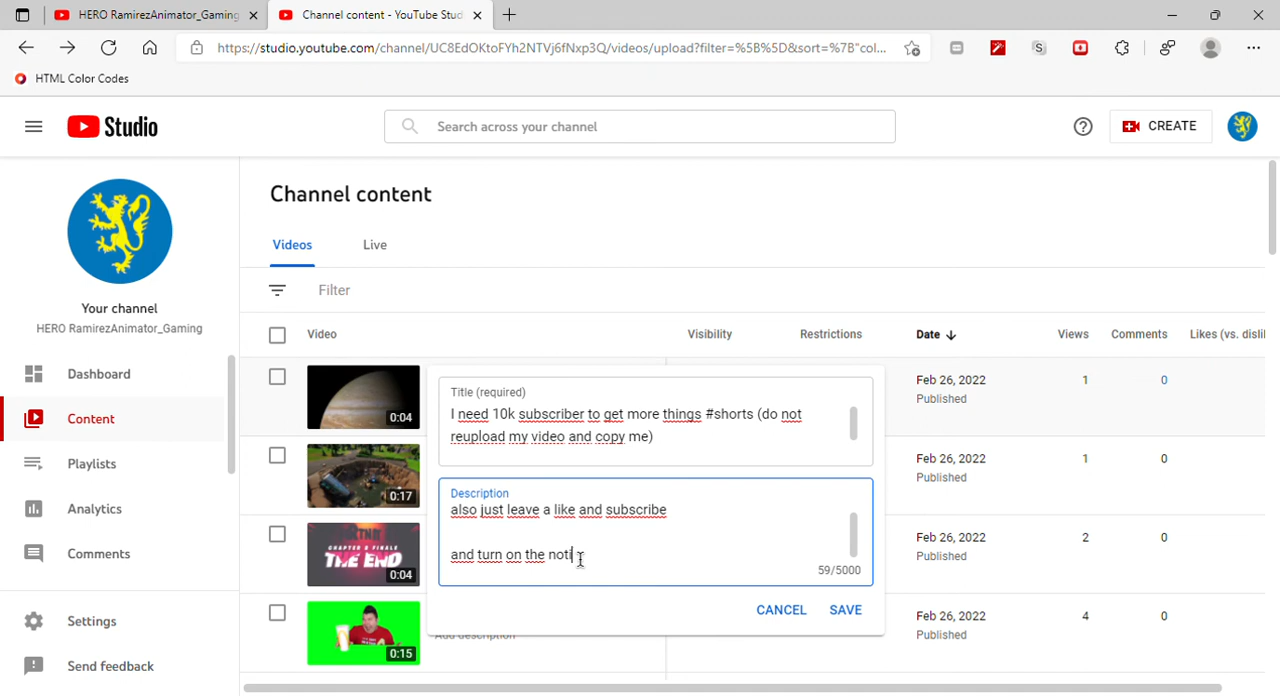 HERO RamirezAnimator_Gaming
Channel content - YouTube Stud
https://studio.youtube.com/channel/UC8EdOKtoFYh2NTVj6fNxp3Q/videos/upload?filter=%5B%5D&sort=%7B"col...
HTML Color Codes
Studio
Search across your channel
CREATE
Channel content
Videos
Live
Filter
Your channel
HERO RamirezAnimator_Gaming
Dashboard
Content
Playlists
Analytics
Comments
Settings
Send feedback
Video
Visibility
Restrictions
Date
Views
Comments
Likes (vs. dislil
0:04
Feb 26, 2022
Published
1
0
0:17
Feb 26, 2022
Published
1
0
CHAPTER 3 FINALE
THE END
0:04
Feb 26, 2022
Published
2
0
0:15
Feb 26, 2022
Published
4
0
Title (required)
I need 10k subscriber to get more things #shorts (do not
reupload my video and copy me)
Description
also just leave a like and subscribe
and turn on the noti
59/5000
CANCEL
SAVE